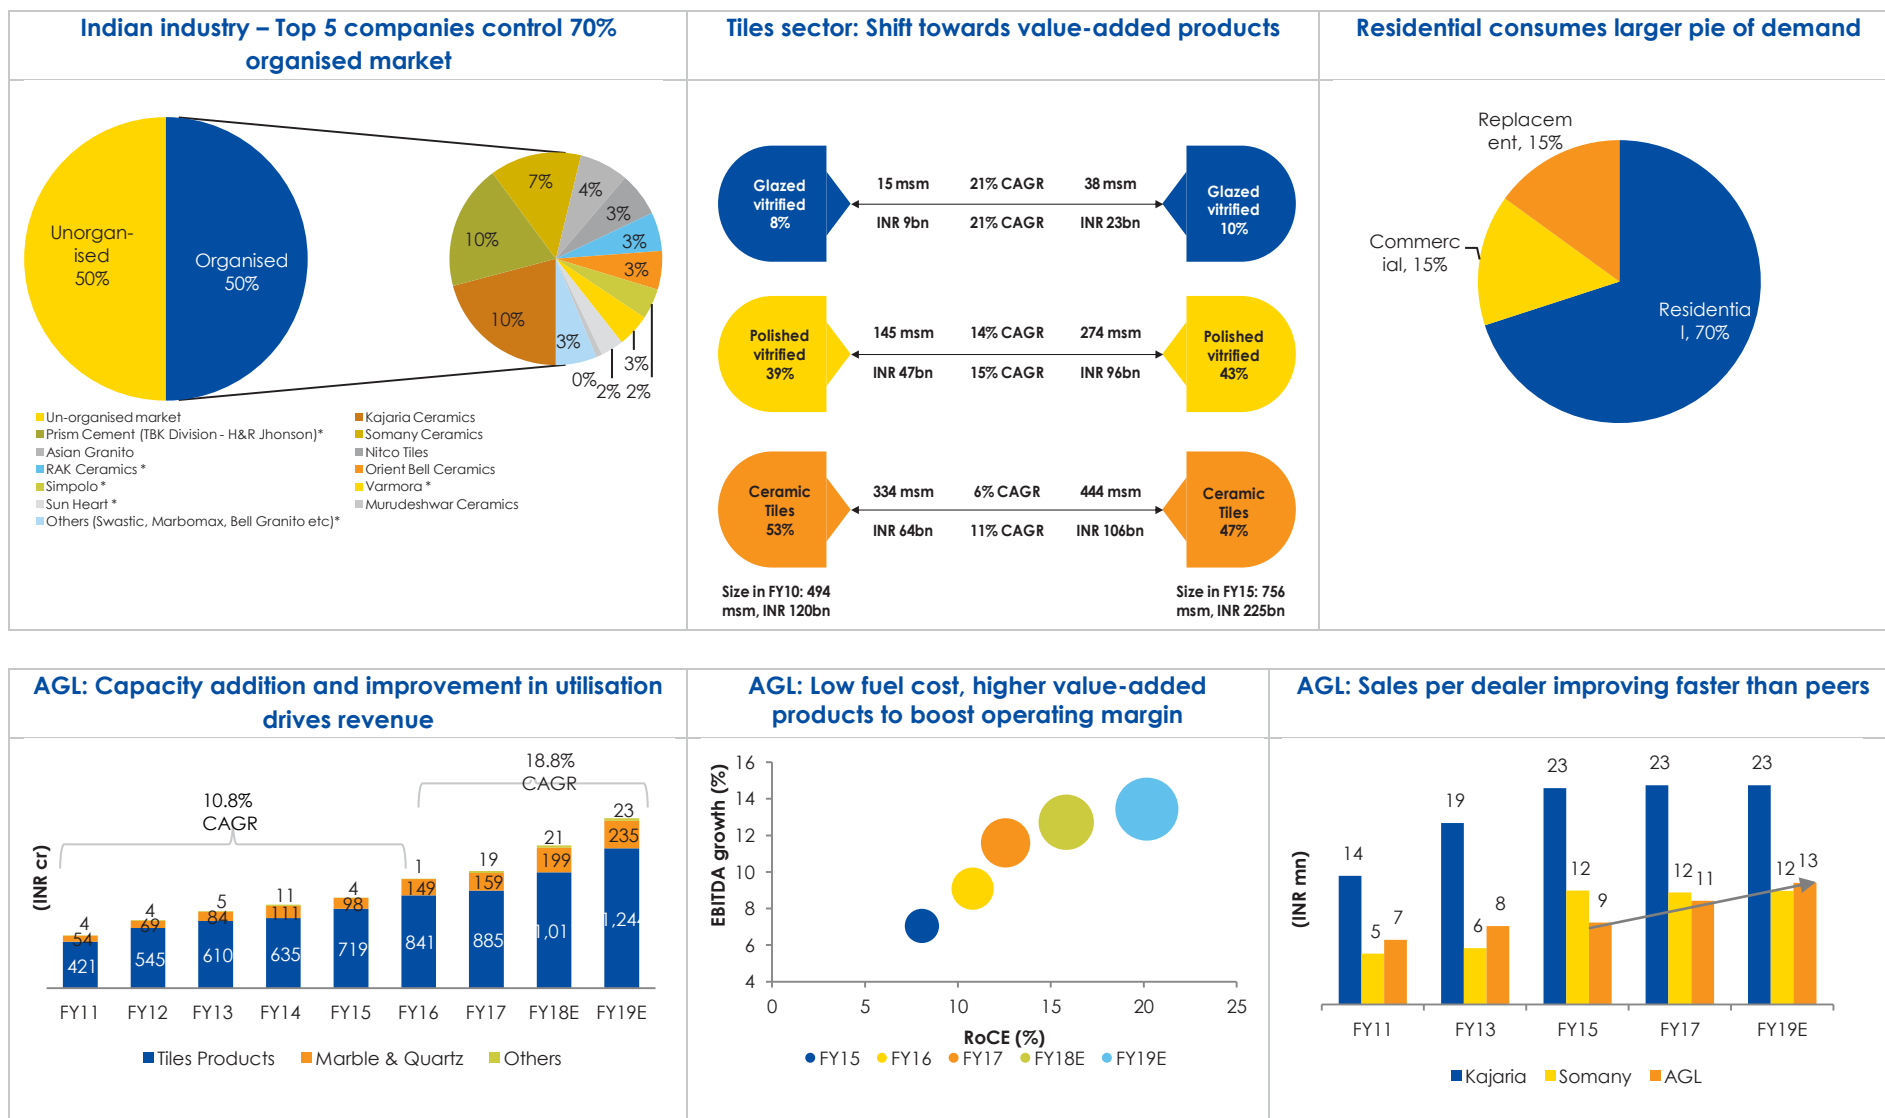 Indian industry – Top 5 companies control 70%
organised market
Unorgan-
ised
50%
Organised
50%
7%
4%
3%
3%
3%
10%
10%
3%
0%
2%
3%
2%
Un-organised market
Kajaria Ceramics
Prism Cement (TBK Division - H&R Jhonson)*
Somany Ceramics
Asian Granito
Nitco Tiles
RAK Ceramics *
Orient Bell Ceramics
Simpolo *
Varmora *
Sun Heart *
Murudeshwar Ceramics
Others (Swastic, Marbomax, Bell Granito etc)*
Tiles sector: Shift towards value-added products
Glazed
vitrified
8%
15 msm 21% CAGR 38 msm
INR 9bn 21% CAGR INR 23bn
Glazed
vitrified
10%
Polished
vitrified
39%
145 msm 14% CAGR 274 msm
INR 47bn 15% CAGR INR 96bn
Polished
vitrified
43%
Ceramic
Tiles
53%
334 msm 6% CAGR 444 msm
INR 64bn 11% CAGR INR 106bn
Ceramic
Tiles
47%
Size in FY10: 494
msm, INR 120bn
Size in FY15: 756
msm, INR 225bn
Residential consumes larger pie of demand
Replacem
ent, 15%
Commerc
ial, 15%
Residentia
l, 70%
AGL: Capacity addition and improvement in utilisation
drives revenue
(INR cr)
10.8%
CAGR
18.8%
CAGR
4 4 5 11 4 1 19 21 23
54 69 84 111 98 149 159 199 235
421 545 610 635 719 841 885 1,01 1,244
FY11 FY12 FY13 FY14 FY15 FY16 FY17 FY18E FY19E
Tiles Products Marble & Quartz Others
AGL: Low fuel cost, higher value-added
products to boost operating margin
EBITDA growth (%)
16
14
12
10
8
6
4
0 5 10 15 20 25
RoCE (%)
FY15 FY16 FY17 FY18E FY19E
AGL: Sales per dealer improving faster than peers
(INR mn)
14 5 7
19 6 8
23 12 9
23 12 11
23 12 13
FY11 FY13 FY15 FY17 FY19E
Kajaria Somany AGL